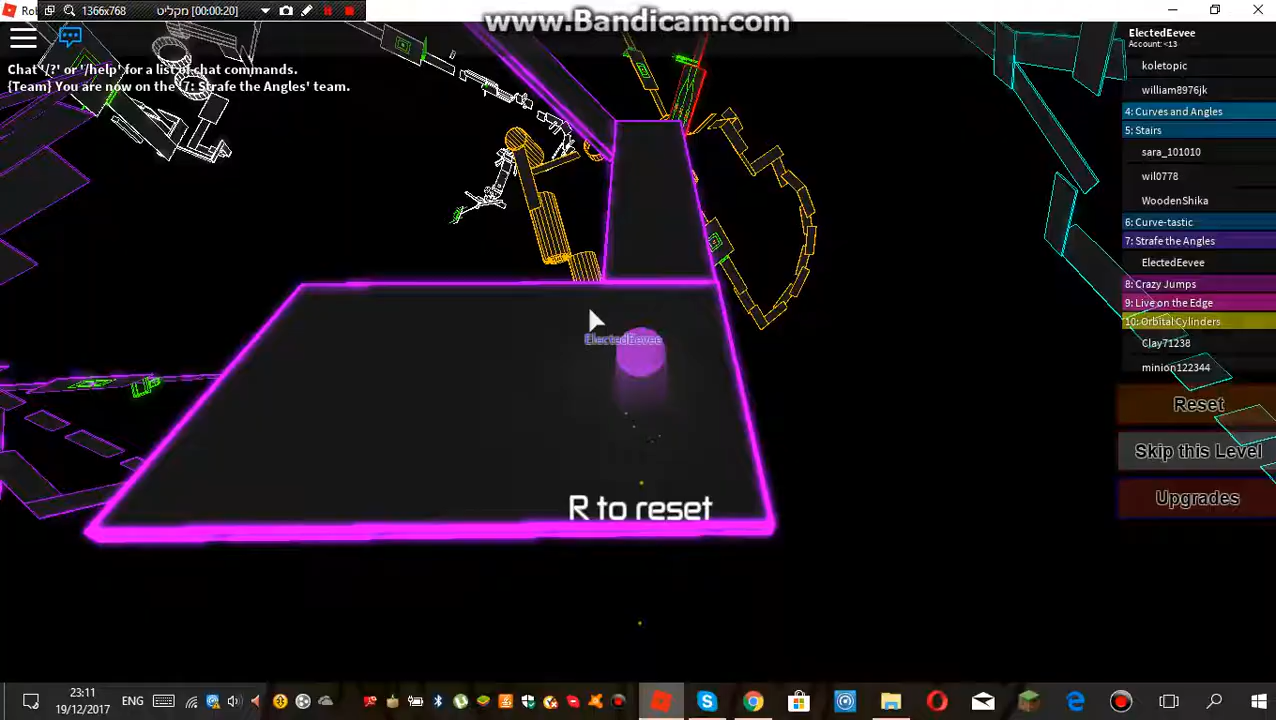 www.Bandicam.com
1366x768
מקליט [00:00:20]
Chat '/?' or '/help' for a list of chat commands.
{Team} You are now on the '7: Strafe the Angles' team.
ElectedEevee
Account: <13
koletopic
william8976jk
4: Curves and Angles
5: Stairs
sara_101010
wil0778
WoodenShika
6: Curve-tastic
7: Strafe the Angles
ElectedEevee
8: Crazy Jumps
9: Live on the Edge
10: Orbital Cylinders
Clay71238
minion122344
ElectedEevee
Reset
Skip this Level
Upgrades
R to reset
23:11
19/12/2017
ENG